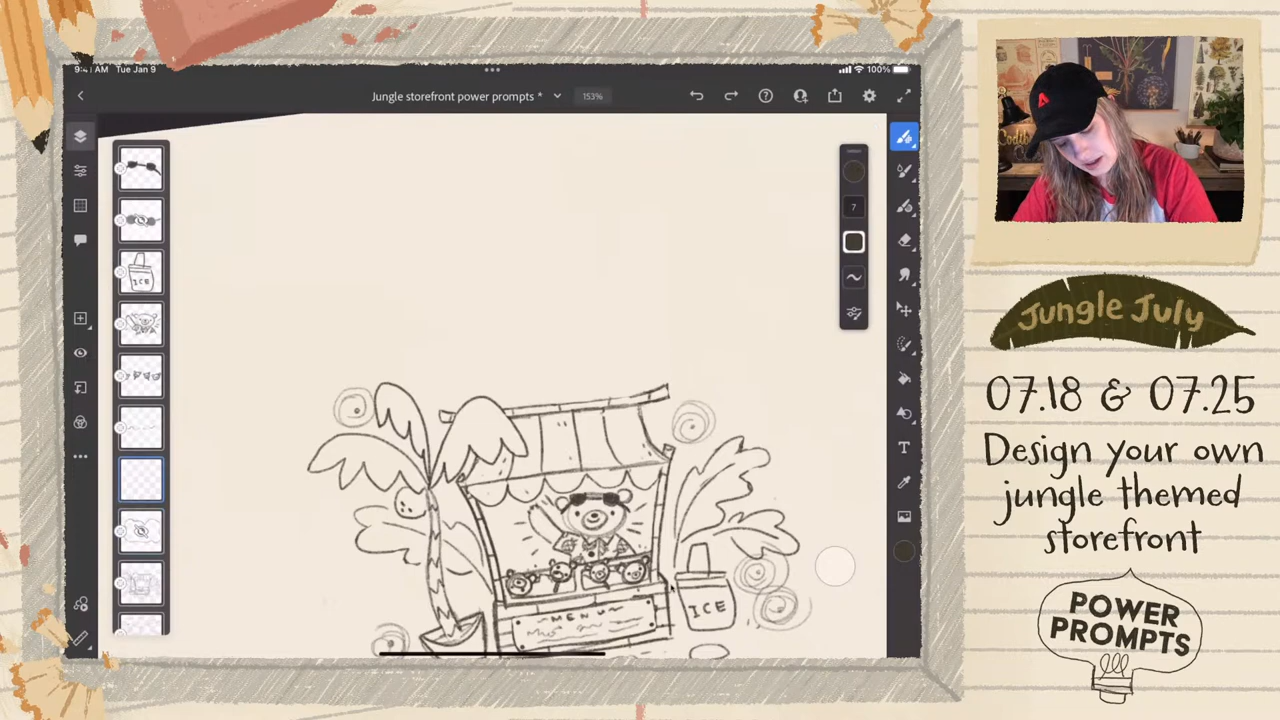 9:41 AM Tue Jan 9
100%
Jungle storefront power prompts *
153%
7
T
ICE
MENU
ICE
Jungle July
07.18 & 07.25
Design your own
jungle themed
storefront
POWER
PROMPTS